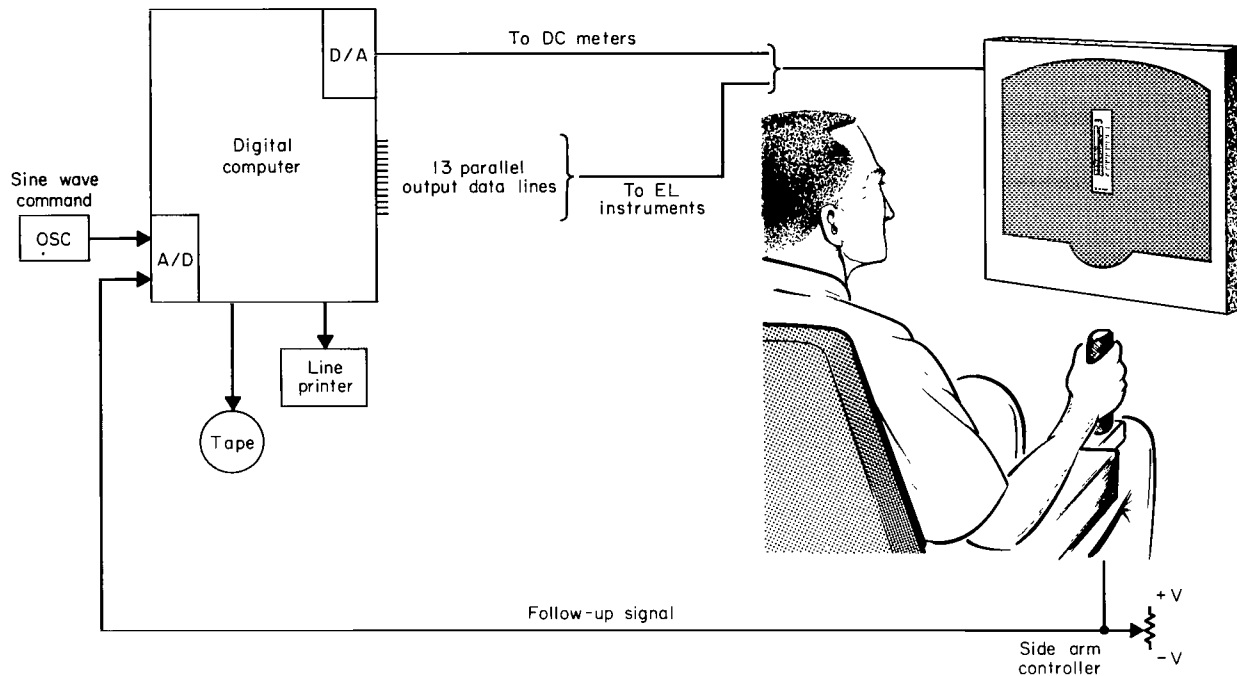 To DC meters
D/A
Digital
computer
13 parallel
output data lines
To EL
instruments
Sine wave
command
OSC
A/D
Line
printer
Tape
Follow-up signal
+V
-V
Side arm
controller